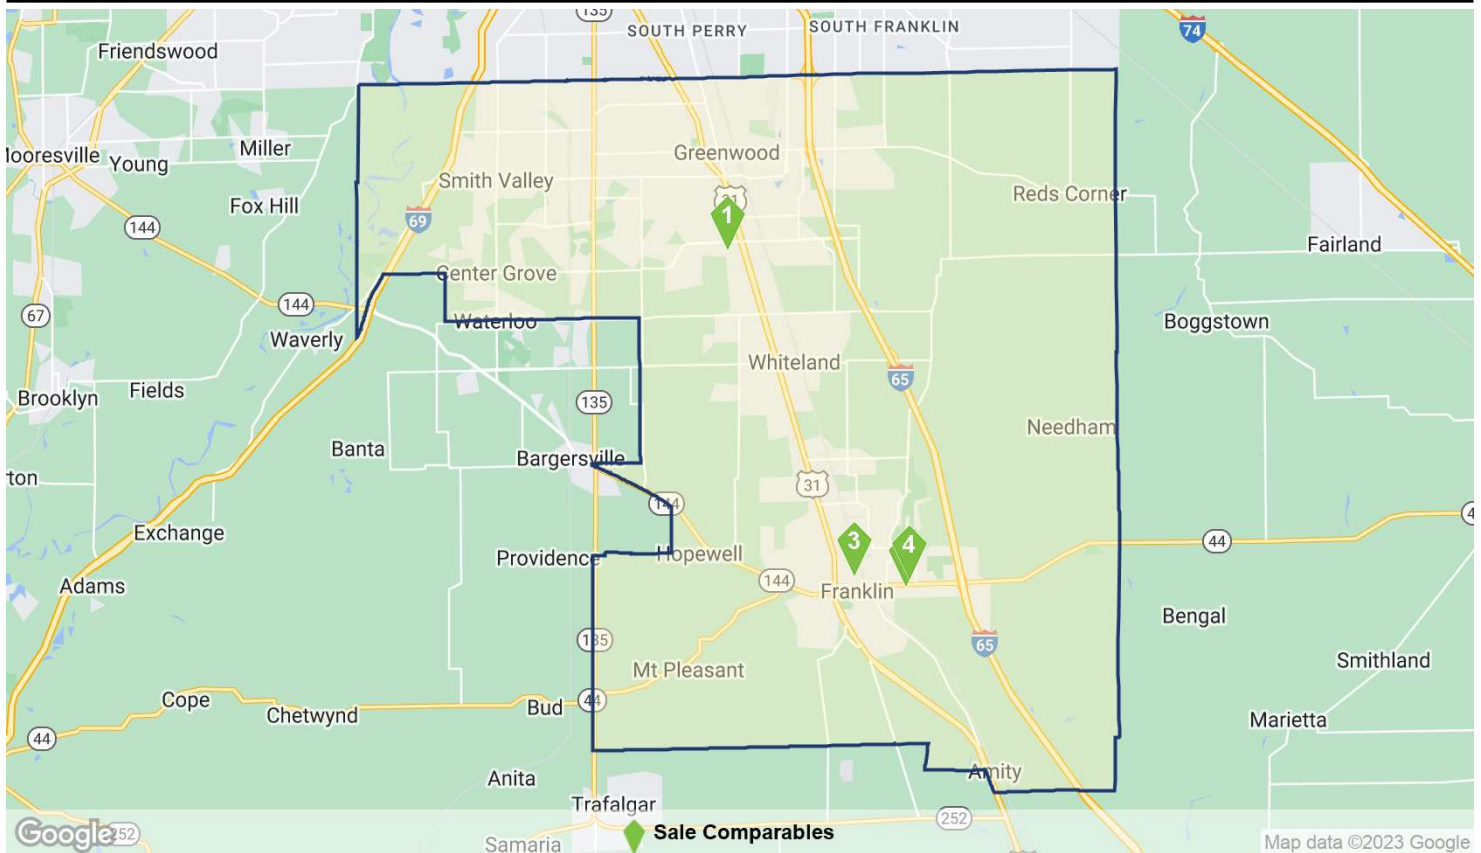 135
SOUTH PERRY
SOUTH FRANKLIN
74
Friendswood
Mooresville
Young
Miller
Greenwood
Smith Valley
Reds Corner
Fox Hill
31
1
69
144
Fairland
Center Grove
144
67
Waterloo
Boggstown
Waverly
Whiteland
65
Fields
Brooklyn
135
Needham
Banta
Bargersville
rton
31
144
Exchange
3
4
44
4
Providence
Hopewell
144
Adams
Franklin
Bengal
135
65
Mt Pleasant
Smithland
Cope
44
Bud
Chetwynd
Marietta
44
Anita
Amity
Trafalgar
252
Google
252
Sale Comparables
Samaria
Map data ©2023 Google